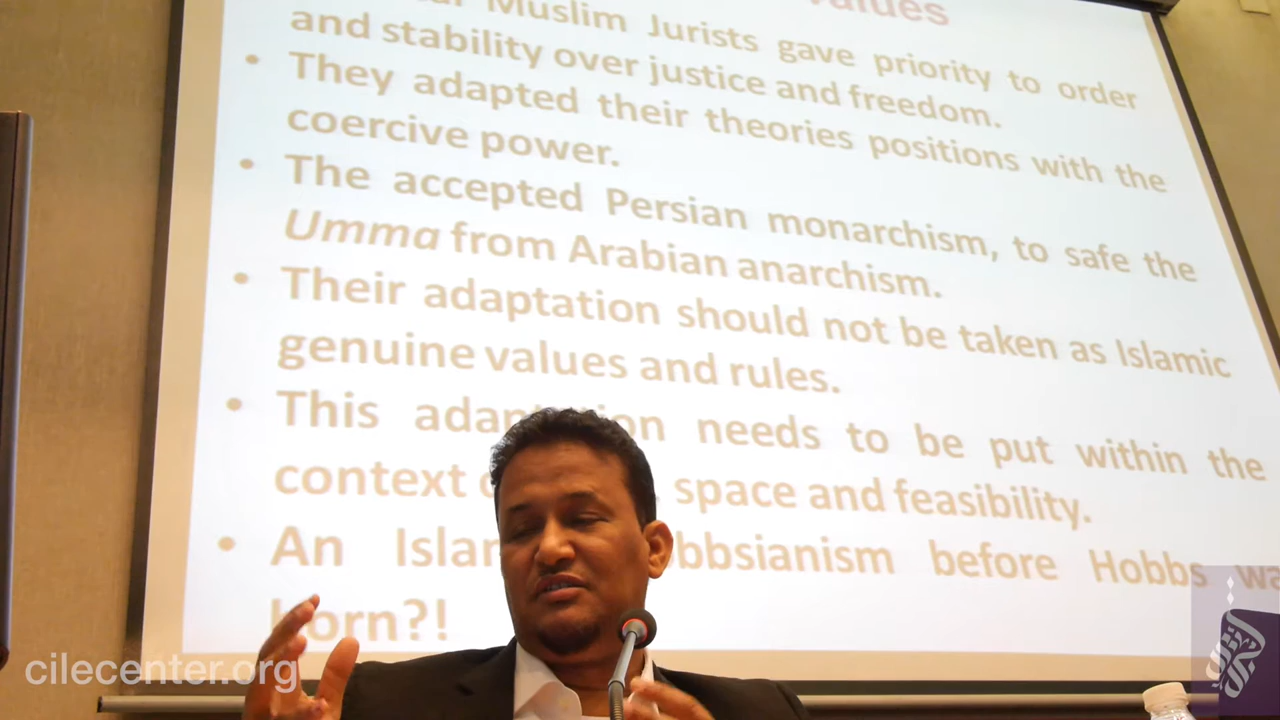 Values
Muslim Jurists gave priority to order
and stability over justice and freedom.
• They adapted their theories positions with the
coercive power.
• The accepted Persian monarchism, to safe the
Umma from Arabian anarchism.
• Their adaptation should not be taken as Islamic
genuine values and rules.
• This needs to be put within the
context space and feasibility.
• An before Hobbs
born?!
cilecenter.org